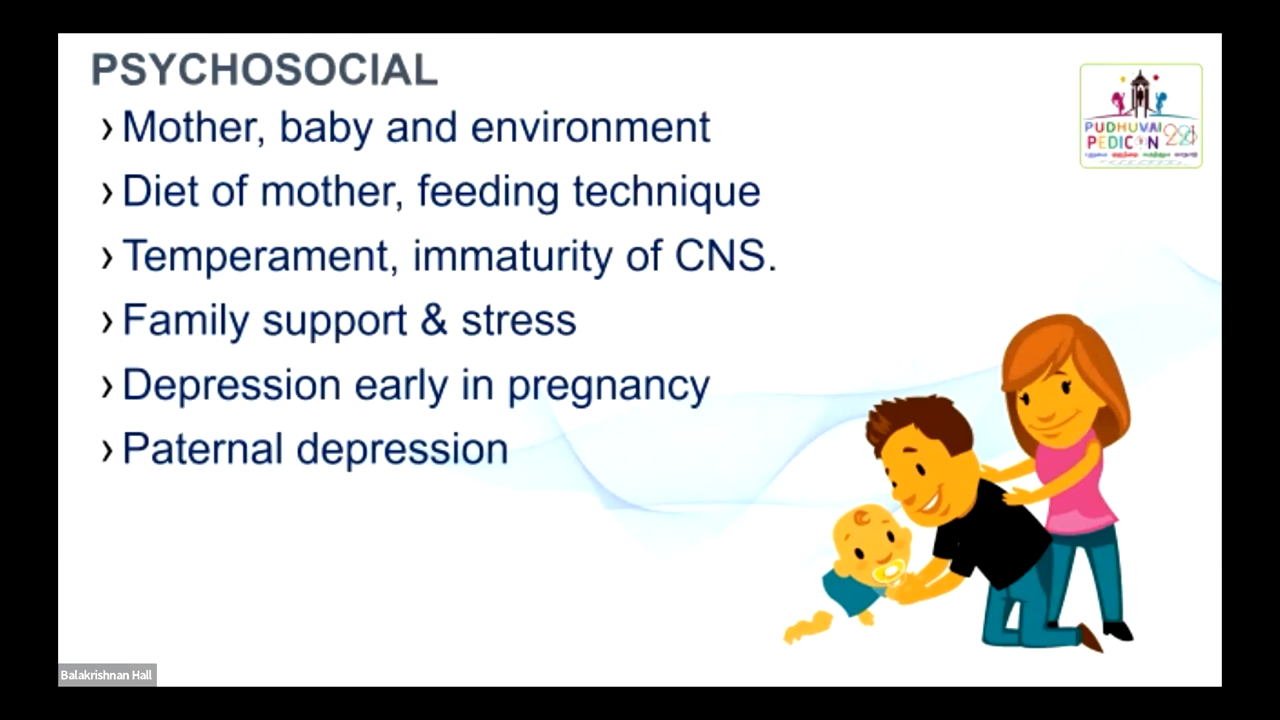 PSYCHOSOCIAL
› Mother, baby and environment
› Diet of mother, feeding technique
› Temperament, immaturity of CNS.
› Family support & stress
› Depression early in pregnancy
› Paternal depression
PUDHUVAI
PEDICON
Balakrishnan Hall